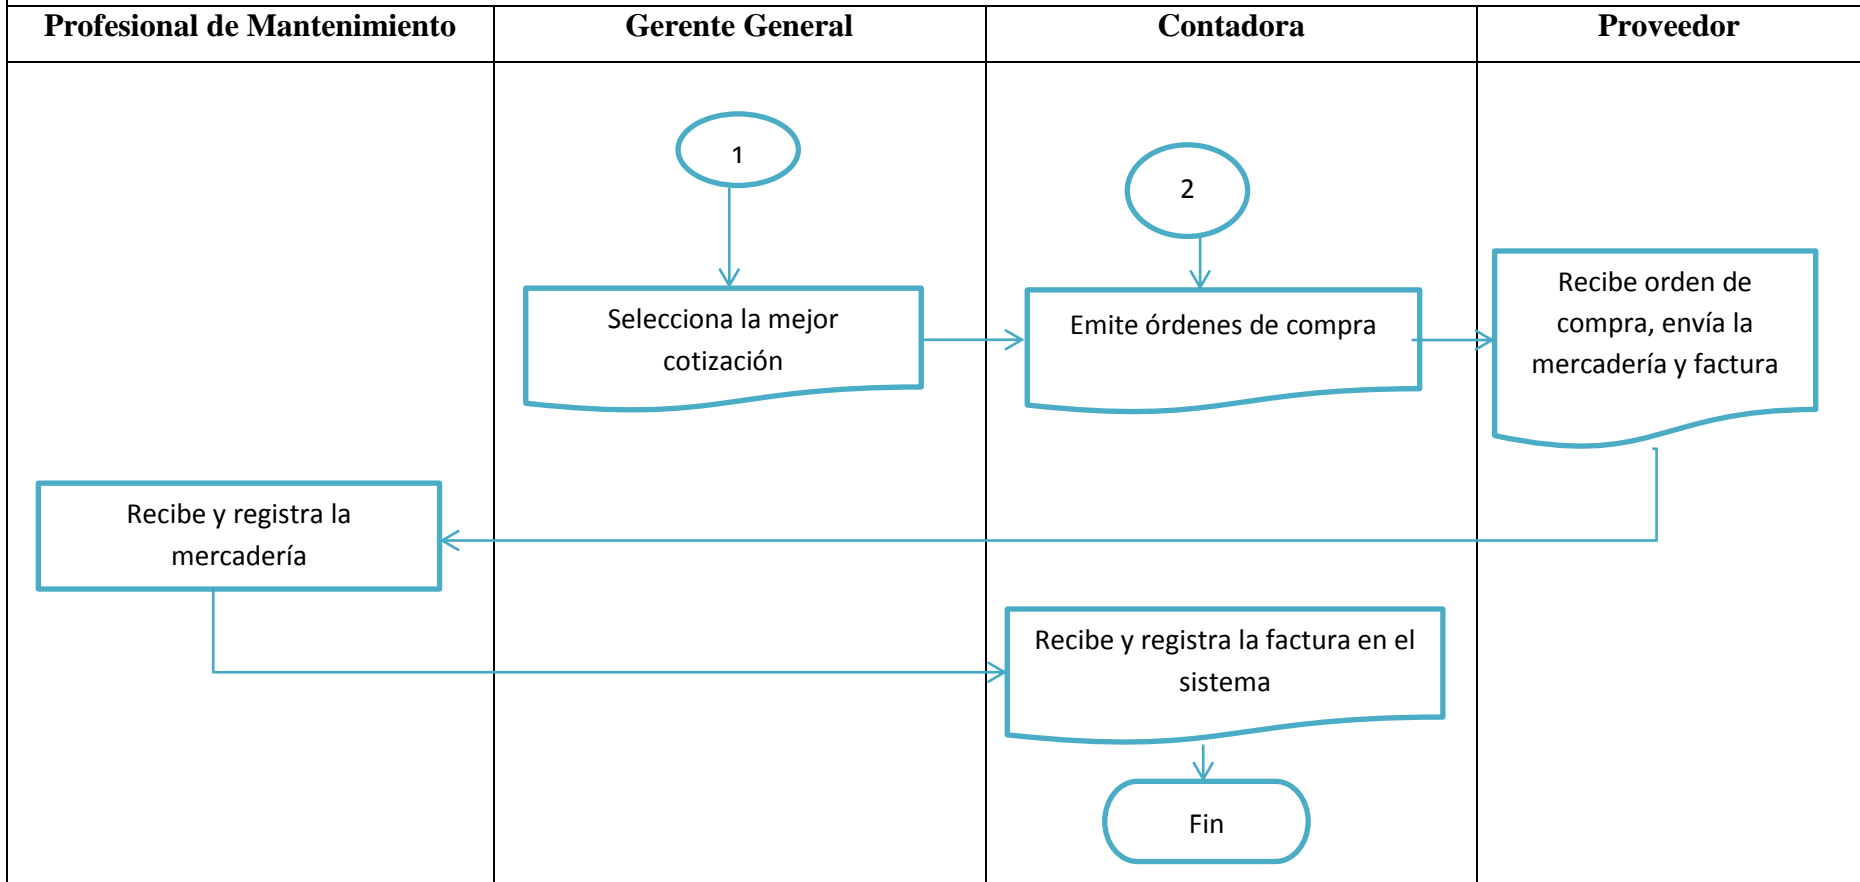 Profesional de Mantenimiento
Gerente General
Contadora
Proveedor
1
2
Selecciona la mejor
cotización
Emite órdenes de compra
Recibe orden de
compra, envía la
mercadería y factura
Recibe y registra la
mercadería
Recibe y registra la factura en el
sistema
Fin